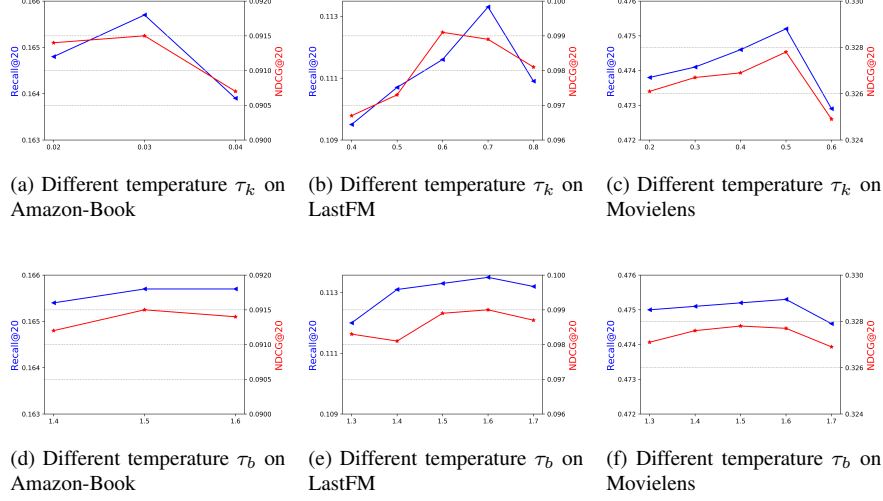 0.166 0.0920 0.100 0.476 0.330
0.165 0.0915 0.113 0.099 0.475 0.328
Recall@20 0.0910 NDCG@20 Recall@20 0.111 0.098 NDCG@20 Recall@20 0.474 0.326 NDCG@20
0.164 0.0905 0.097 0.473
0.163 0.0900 0.109 0.096 0.472 0.324
0.02 0.03 0.04 0.4 0.5 0.6 0.7 0.8 0.2 0.3 0.4 0.5 0.6
(a) Different temperature τk on
Amazon-Book
(b) Different temperature τk on
LastFM
(c) Different temperature τk on
Movielens
0.166 0.0920 0.100 0.476 0.330
0.165 0.0915 0.113 0.099 0.475 0.328
Recall@20 0.0910 NDCG@20 Recall@20 0.111 0.098 NDCG@20 Recall@20 0.474 0.326 NDCG@20
0.164 0.0905 0.097 0.473
0.163 0.0900 0.109 0.096 0.472 0.324
1.4 1.5 1.6 1.3 1.4 1.5 1.6 1.7 1.3 1.4 1.5 1.6 1.7
(d) Different temperature τb on
Amazon-Book
(e) Different temperature τb on
LastFM
(f) Different temperature τb on
Movielens